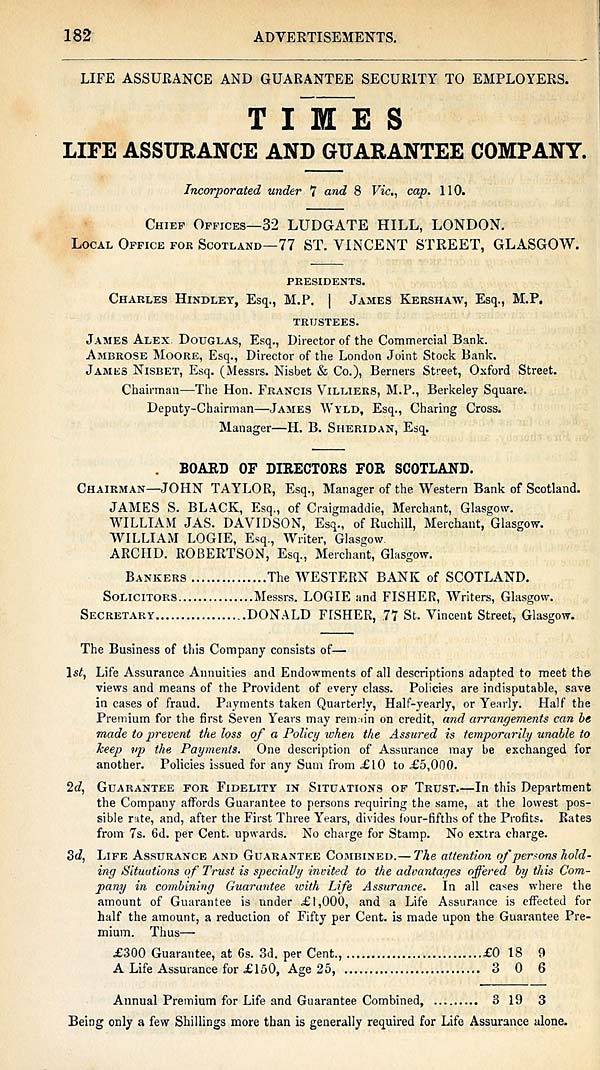 182 ADVERTISEMENTS.
LIFE ASSURANCE AND GUARANTEE SECURITY TO EMPLOYERS.
TIMES
LIFE ASSURANCE AND GUARANTEE COMPANY.
Incorporated under 7 and 8 Vic., cap. 110.
CHIEF OFFICES—32 LUDGATE HILL, LONDON.
LOCAL OFFICE FOR SCOTLAND—77 ST. VINCENT STREET, GLASGOW.
PRESIDENTS.
CHARLES HINDLEY, Esq., M.P. | JAMES KERSHAW, Esq., M.P.
TRUSTEES.
JAMES ALEX. DOUGLAS, Esq., Director of the Commercial Bank.
AMBROSE MOORE, Esq., Director of the London Joint Stock Bank.
JAMES NISBET, Esq. (Messrs. Nisbet & Co.), Berners Street, Oxford Street.
Chairman—The Hon. FRANCIS VILLIERS, M.P., Berkeley Square.
Deputy-Chairman—JAMES WYLD, Esq., Charing Cross.
Manager—H. B. SHERIDAN, Esq.
BOARD OF DIRECTORS FOR SCOTLAND.
CHAIRMAN—JOHN TAYLOR, Esq., Manager of the Western Bank of Scotland.
JAMES S. BLACK, Esq., of Craigmaddie, Merchant, Glasgow.
WILLIAM JAS. DAVIDSON, Esq., of Ruchill, Merchant, Glasgow.
WILLIAM LOGIE, Esq., Writer, Glasgow.
ARCHD. ROBERTSON, Esq., Merchant, Glasgow.
BANKERS ..............The WESTERN BANK of SCOTLAND.
SOLICITORS..............Messrs. LOGIE and FISHER, Writers, Glasgow.
SECRETARY.................DONALD FISHER, 77 St. Vincent Street, Glasgow.
The Business of this Company consists of—
1st, Life Assurance Annuities and Endowments of all descriptions adapted to meet the
views and means of the Provident of every class. Policies are indisputable, save
in cases of fraud. Payments taken Quarterly, Half-yearly, or Yearly. Half the
Premium for the first Seven Years may remain on credit, and arrangements can be
made to prevent the loss of a Policy when the Assured is temporarily unable to
keep up the Payments. One description of Assurance may be exchanged for
another. Policies issued for any Sum from £10 to £5,000.
2d, GUARANTEE FOR FIDELITY IN SITUATIONS OF TRUST.—In this Department
the Company affords Guarantee to persons requiring the same, at the lowest pos-
sible rate, and, after the First Three Years, divides four-fifths of the Profits. Rates
from 7s. 6d. per Cent. upwards. No charge for Stamp. No extra charge.
3d, LIFE ASSURANCE AND GUARANTEE COMBINED.—The attention of persons hold-
ing Situations of Trust is specially invited to the advantages offered by this Com-
pany in combining Guarantee with Life Assurance. In all cases where the
amount of Guarantee is under £1,000, and a Life Assurance is effected for
half the amount, a reduction of Fifty per Cent. is made upon the Guarantee Pre-
mium. Thus—
£300 Guarantee, at 6s. 3d. per Cent., ..........................£0 18 9
A Life Assurance for £150, Age 25, .......................... 3 0 6
Annual Premium for Life and Guarantee Combined, ......... 3 19 3
Being only a few Shillings more than is generally required for Life Assurance alone.